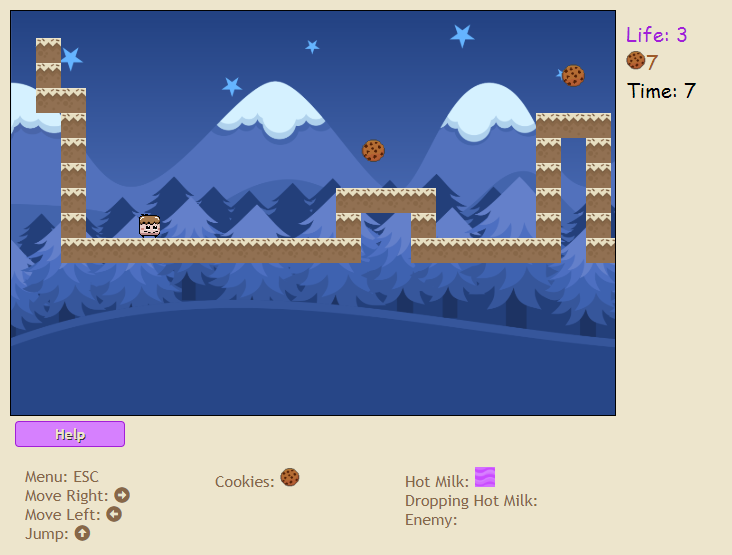 Life: 3
7
Time: 7
Help
Menu: ESC
Move Right:
Move Left:
Jump:
Cookies:
Hot Milk:
Dropping Hot Milk:
Enemy: